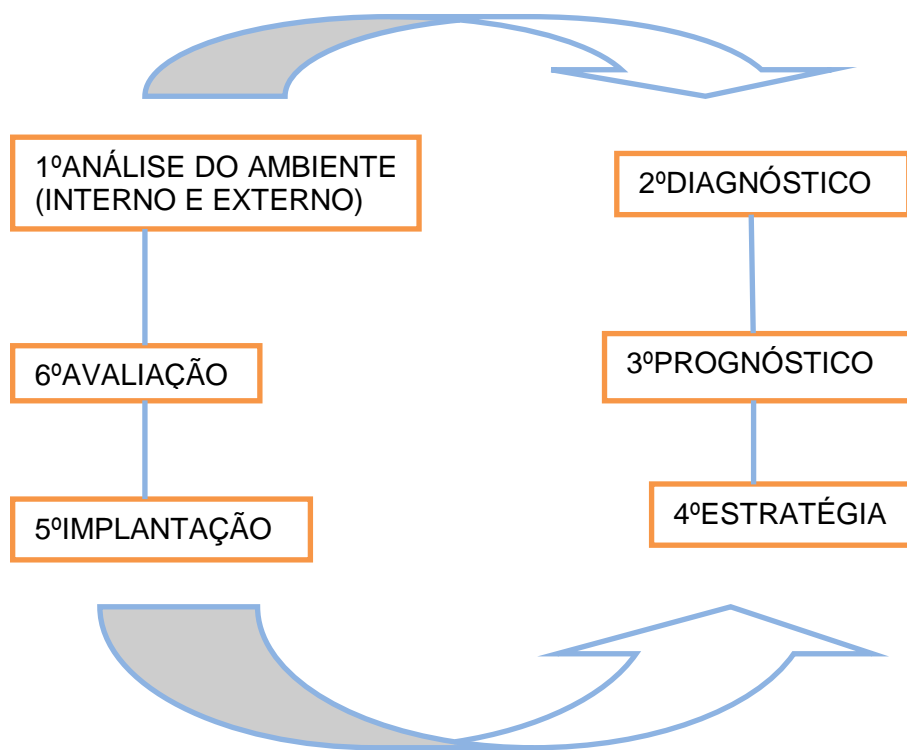 1ºANÁLISE DO AMBIENTE
(INTERNO E EXTERNO)
2ºDIAGNÓSTICO
3ºPROGNÓSTICO
4ºESTRATÉGIA
5ºIMPLANTAÇÃO
6ºAVALIAÇÃO